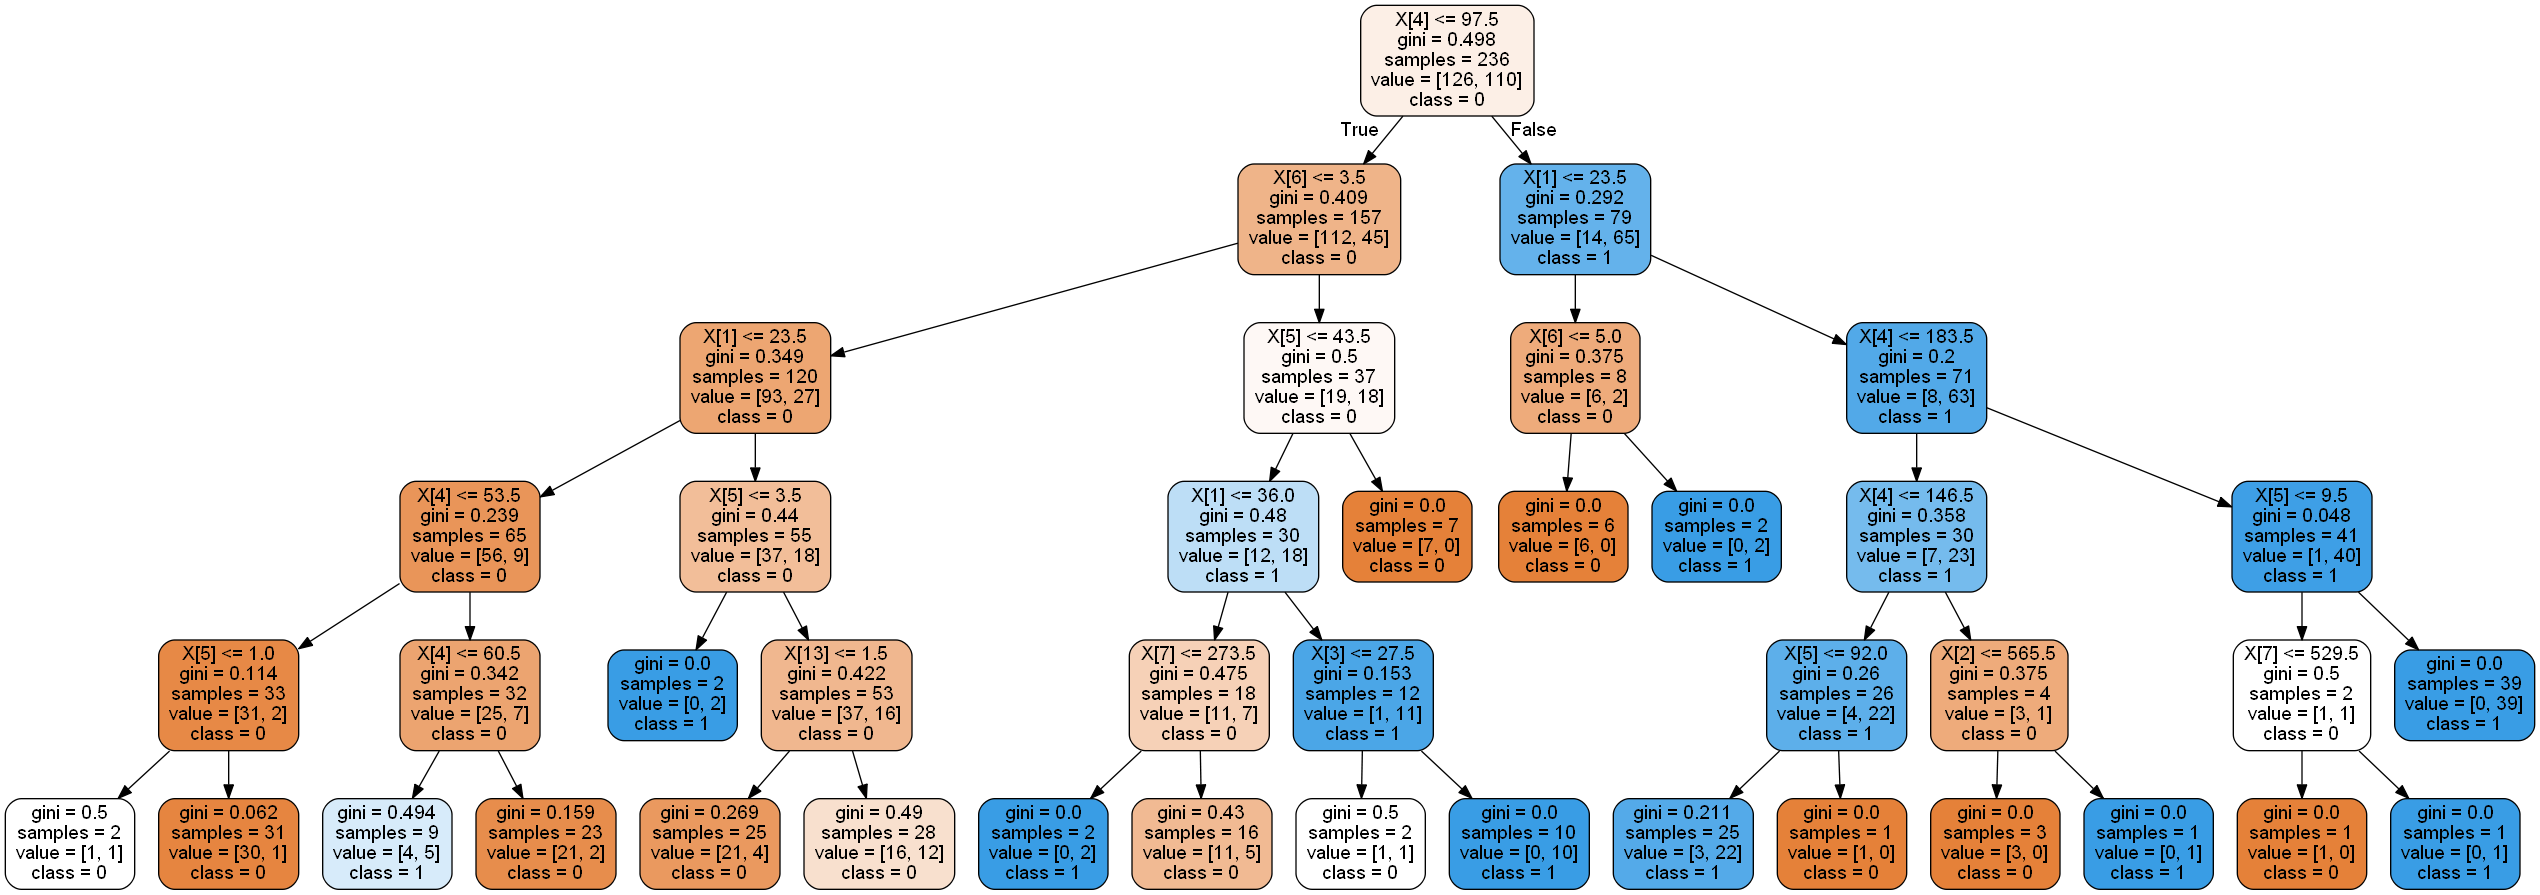 X[4] <= 97.5
gini = 0.498
samples = 236
value = [126, 110]
class = 0
True
False
X[6] <= 3.5
gini = 0.409
samples = 157
value = [112, 45]
class = 0
X[1] <= 23.5
gini = 0.292
samples = 79
value = [14, 65]
class = 1
X[1] <= 23.5
gini = 0.349
samples = 120
value = [93, 27]
class = 0
X[5] <= 43.5
gini = 0.5
samples = 37
value = [19, 18]
class = 0
X[6] <= 5.0
gini = 0.375
samples = 8
value = [6, 2]
class = 0
X[4] <= 183.5
gini = 0.2
samples = 71
value = [8, 63]
class = 1
X[4] <= 53.5
gini = 0.239
samples = 65
value = [56, 9]
class = 0
X[5] <= 3.5
gini = 0.44
samples = 55
value = [37, 18]
class = 0
X[1] <= 36.0
gini = 0.48
samples = 30
value = [12, 18]
class = 1
gini = 0.0
samples = 7
value = [7, 0]
class = 0
gini = 0.0
samples = 6
value = [6, 0]
class = 0
gini = 0.0
samples = 2
value = [0, 2]
class = 1
X[4] <= 146.5
gini = 0.358
samples = 30
value = [7, 23]
class = 1
X[5] <= 9.5
gini = 0.048
samples = 41
value = [1, 40]
class = 1
X[5] <= 1.0
gini = 0.114
samples = 33
value = [31, 2]
class = 0
X[4] <= 60.5
gini = 0.342
samples = 32
value = [25, 7]
class = 0
gini = 0.0
samples = 2
value = [0, 2]
class = 1
X[13] <= 1.5
gini = 0.422
samples = 53
value = [37, 16]
class = 0
X[7] <= 273.5
gini = 0.475
samples = 18
value = [11, 7]
class = 0
X[3] <= 27.5
gini = 0.153
samples = 12
value = [1, 11]
class = 1
X[5] <= 92.0
gini = 0.26
samples = 26
value = [4, 22]
class = 1
X[2] <= 565.5
gini = 0.375
samples = 4
value = [3, 1]
class = 0
X[7] <= 529.5
gini = 0.5
samples = 2
value = [1, 1]
class = 0
gini = 0.0
samples = 39
value = [0, 39]
class = 1
gini = 0.5
samples = 2
value = [1, 1]
class = 0
gini = 0.062
samples = 31
value = [30, 1]
class = 0
gini = 0.494
samples = 9
value = [4, 5]
class = 1
gini = 0.159
samples = 23
value = [21, 2]
class = 0
gini = 0.269
samples = 25
value = [21, 4]
class = 0
gini = 0.49
samples = 28
value = [16, 12]
class = 0
gini = 0.0
samples = 2
value = [0, 2]
class = 1
gini = 0.43
samples = 16
value = [11, 5]
class = 0
gini = 0.5
samples = 2
value = [1, 1]
class = 0
gini = 0.0
samples = 10
value = [0, 10]
class = 1
gini = 0.211
samples = 25
value = [3, 22]
class = 1
gini = 0.0
samples = 1
value = [1, 0]
class = 0
gini = 0.0
samples = 3
value = [3, 0]
class = 0
gini = 0.0
samples = 1
value = [0, 1]
class = 1
gini = 0.0
samples = 1
value = [1, 0]
class = 0
gini = 0.0
samples = 1
value = [0, 1]
class = 1